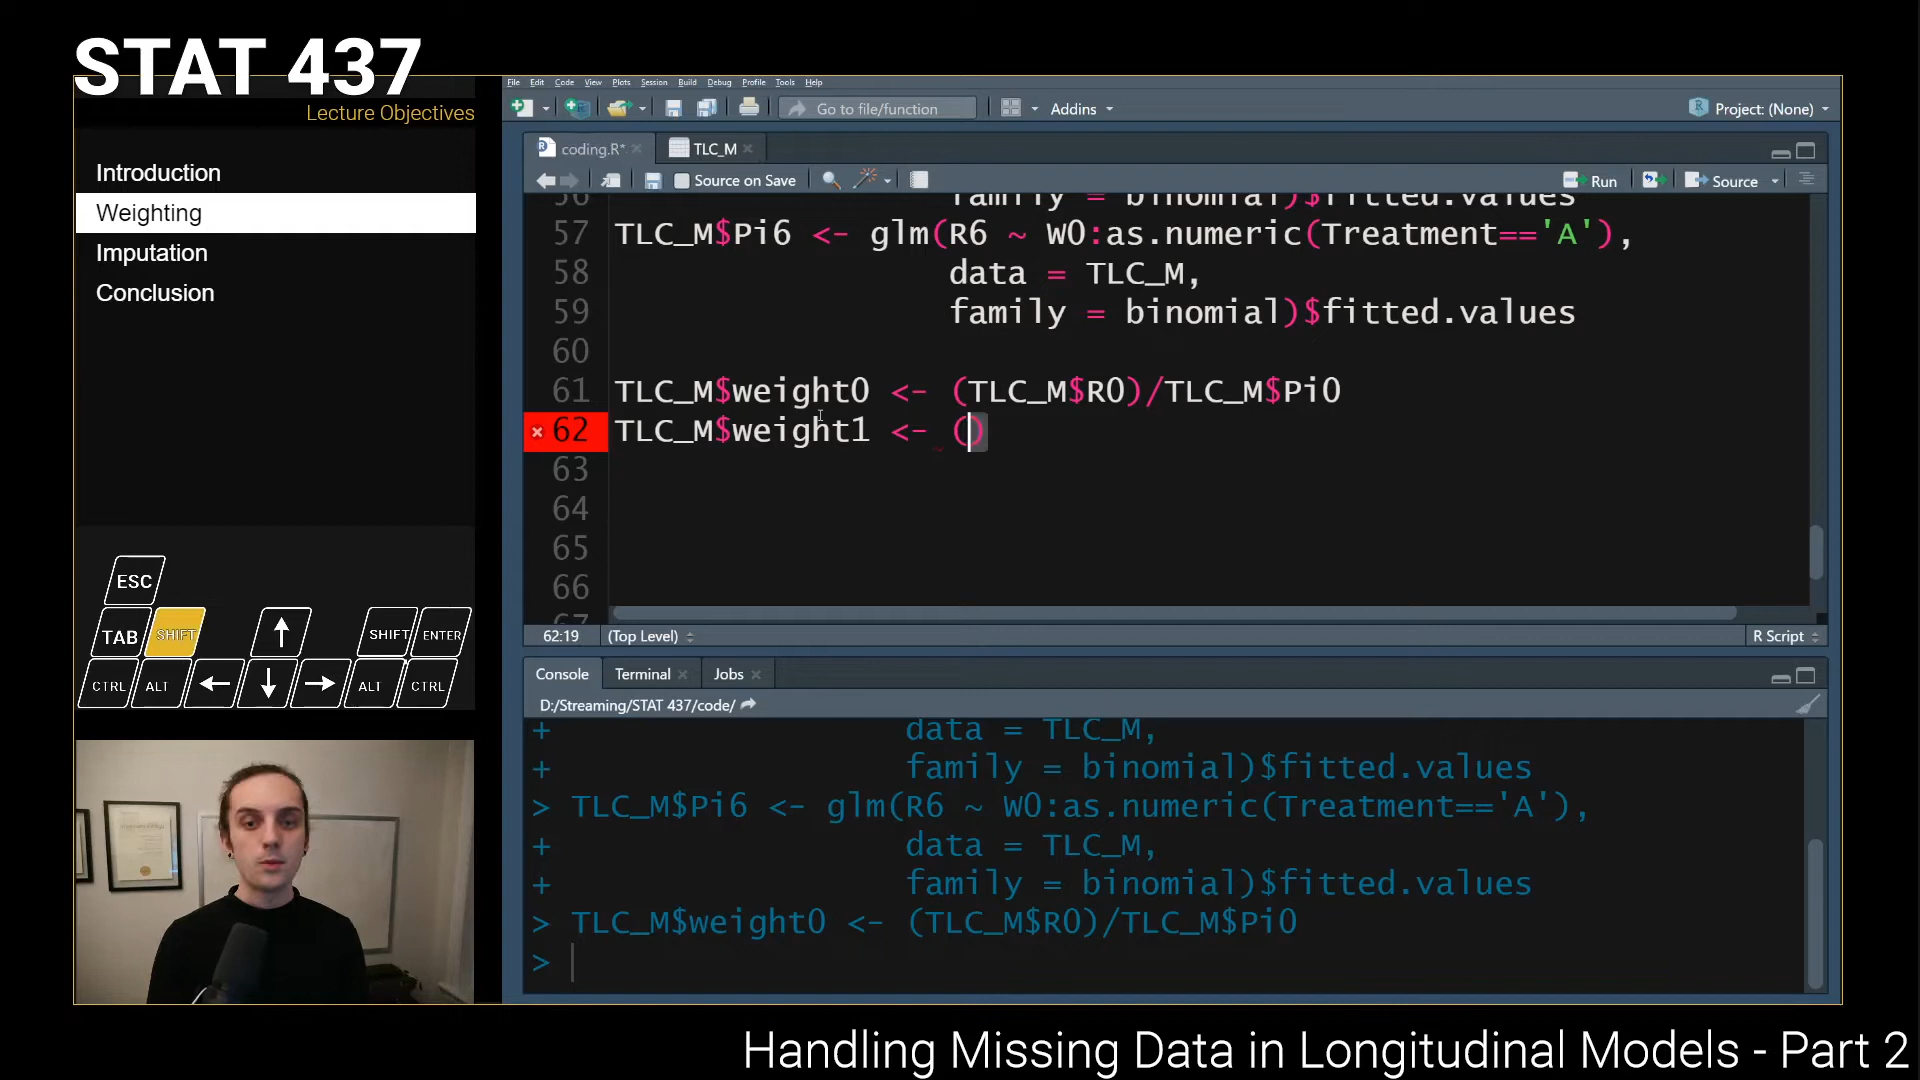 STAT 437
Lecture Objectives
Introduction
Weighting
Imputation
Conclusion
ESC
TAB SHIFT ↑ SHIFT ENTER
CTRL ALT ← ↓ → ALT CTRL
File Edit Code View Plots Session Build Debug Profile Tools Help
Go to file/function Addins Project: (None)
coding.R* TLC_M
Source on Save Run Source
56 family = binomial)$fitted.values
57 TLC_M$Pi6 <- glm(R6 ~ W0:as.numeric(Treatment=='A'),
58 data = TLC_M,
59 family = binomial)$fitted.values
60
61 TLC_M$weight0 <- (TLC_M$R0)/TLC_M$Pi0
62 TLC_M$weight1 <- ()
63
64
65
66
67
62:19 (Top Level) R Script
Console Terminal Jobs
D:/Streaming/STAT 437/code/
+ data = TLC_M,
+ family = binomial)$fitted.values
> TLC_M$Pi6 <- glm(R6 ~ W0:as.numeric(Treatment=='A'),
+ data = TLC_M,
+ family = binomial)$fitted.values
> TLC_M$weight0 <- (TLC_M$R0)/TLC_M$Pi0
>
Handling Missing Data in Longitudinal Models - Part 2